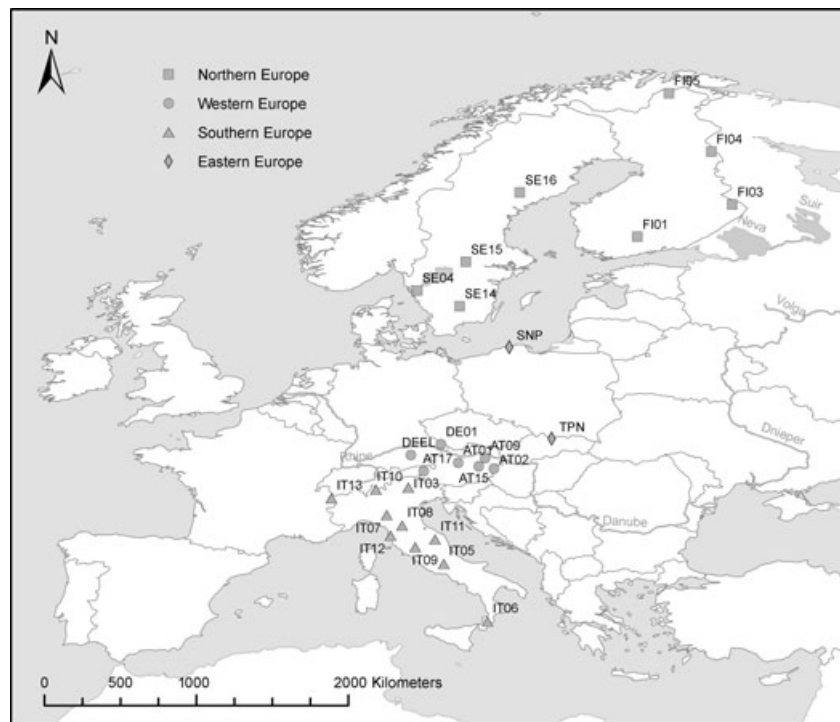 N
Northern Europe
Western Europe
Southern Europe
Eastern Europe
FI05
FI04
SE16
FI03
Suir
Neva
FI01
SE15
SE04
SE14
Volga
SNP
TPN
Dnieper
DE01
DEEL
AT01
AT09
Rhine
AT17
AT02
AT15
IT13
IT10
IT03
IT08
IT07
IT11
Danube
IT12
IT05
IT09
IT06
0 500 1000 2000 Kilometers